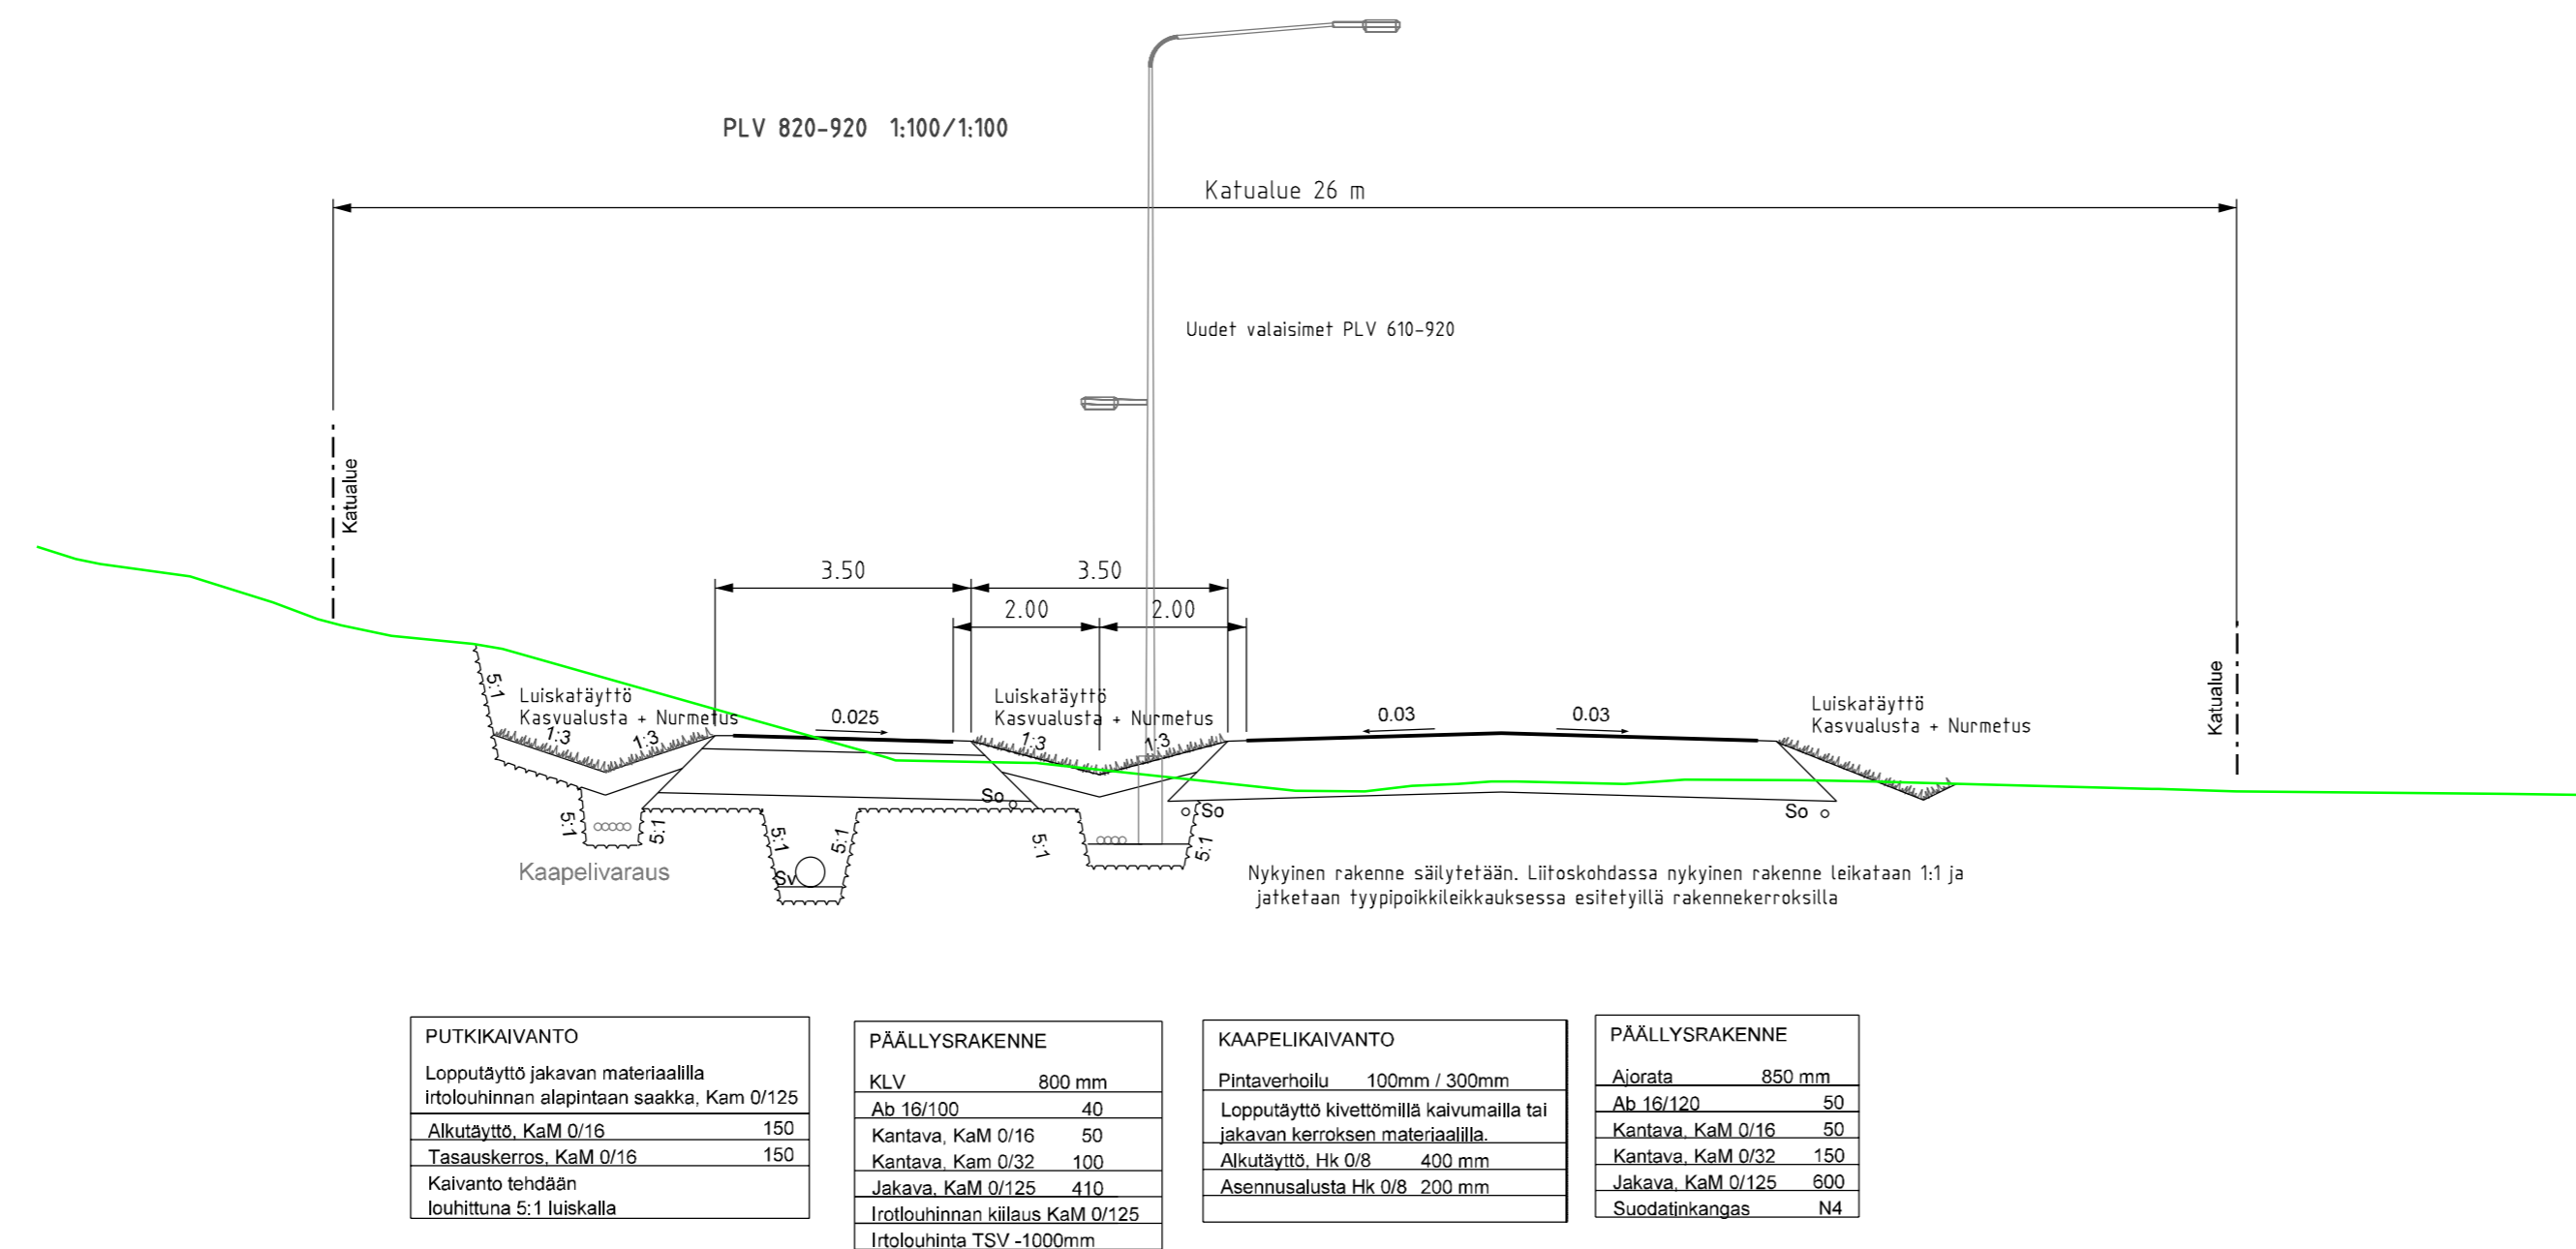 PLV 820-920 1:100/1:100
Katualue 26 m
Uudet valaisimet PLV 610-920
Katualue
Katualue
3.50
3.50
2.00
2.00
5:1
Luiskatäyttö
Kasvualusta + Nurmetus
1:3
1:3
0.025
Luiskatäyttö
Kasvualusta + Nurmetus
1:3
1:3
0.03
0.03
Luiskatäyttö
Kasvualusta + Nurmetus
So
So
So
5:1
5:1
5:1
5:1
5:1
5:1
Sv
Kaapelivaraus
Nykyinen rakenne säilytetään. Liitoskohdassa nykyinen rakenne leikataan 1:1 ja
jatketaan tyyppipoikkileikkauksessa esitetyillä rakennekerroksilla
PUTKIKAIVANTO
Lopputäyttö jakavan materiaalilla
irtolouhinnan alapintaan saakka, Kam 0/125
Alkutäyttö, KaM 0/16 150
Tasauskerros, KaM 0/16 150
Kaivanto tehdään
louhittuna 5:1 luiskalla
PÄÄLLYSRAKENNE
KLV 800 mm
Ab 16/100 40
Kantava, KaM 0/16 50
Kantava, Kam 0/32 100
Jakava, KaM 0/125 410
Irotlouhinnan kiilaus KaM 0/125
Irtolouhinta TSV -1000mm
KAAPELIKAIVANTO
Pintaverhoilu 100mm / 300mm
Lopputäyttö kivettömillä kaivumailla tai
jakavan kerroksen materiaalilla.
Alkutäyttö, Hk 0/8 400 mm
Asennusalusta Hk 0/8 200 mm
PÄÄLLYSRAKENNE
Ajorata 850 mm
Ab 16/120 50
Kantava, KaM 0/16 50
Kantava, KaM 0/32 150
Jakava, KaM 0/125 600
Suodatinkangas N4